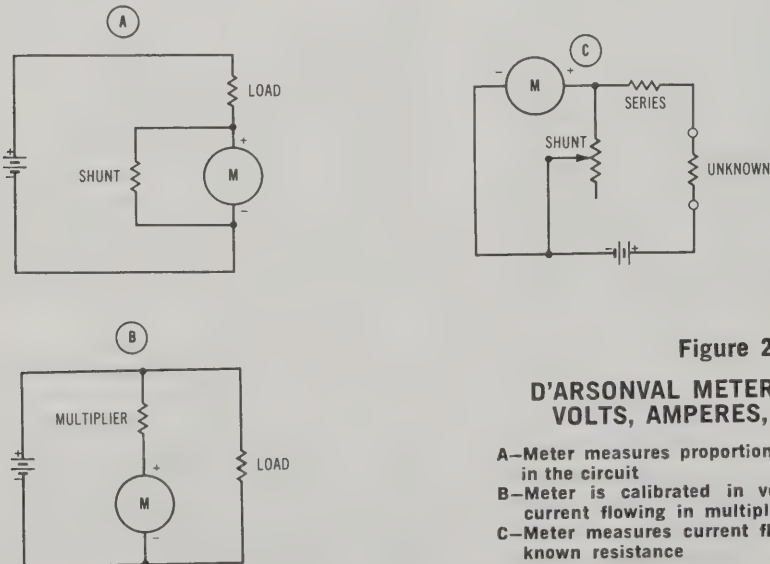 A
+
LOAD
SHUNT
+
M
-
+
-
C
-
M
+
SERIES
SHUNT
UNKNOWN
-
+
B
MULTIPLIER
+
-
+
M
-
LOAD
Figure 2
D'ARSONVAL METER
VOLTS, AMPERES,
A—Meter measures proportion
in the circuit
B—Meter is calibrated in v
current flowing in multipl
C—Meter measures current fl
known resistance